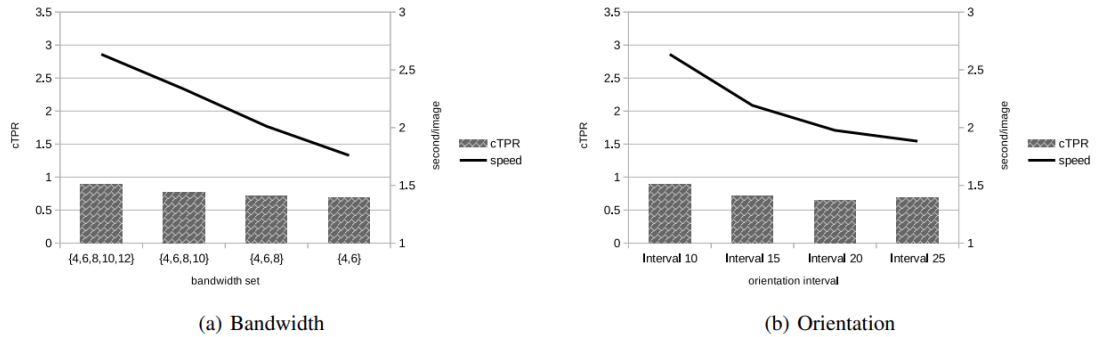 3.5
3
2.5
2
1.5
1
0.5
0
cTPR
{4,6,8,10,12}
{4,6,8,10}
{4,6,8}
{4,6}
bandwidth set
3
2.5
2
1.5
1
second/image
cTPR
speed
(a) Bandwidth
3.5
3
2.5
2
1.5
1
0.5
0
cTPR
Interval 10
Interval 15
Interval 20
Interval 25
orientation interval
3
2.5
2
1.5
1
second/image
cTPR
speed
(b) Orientation